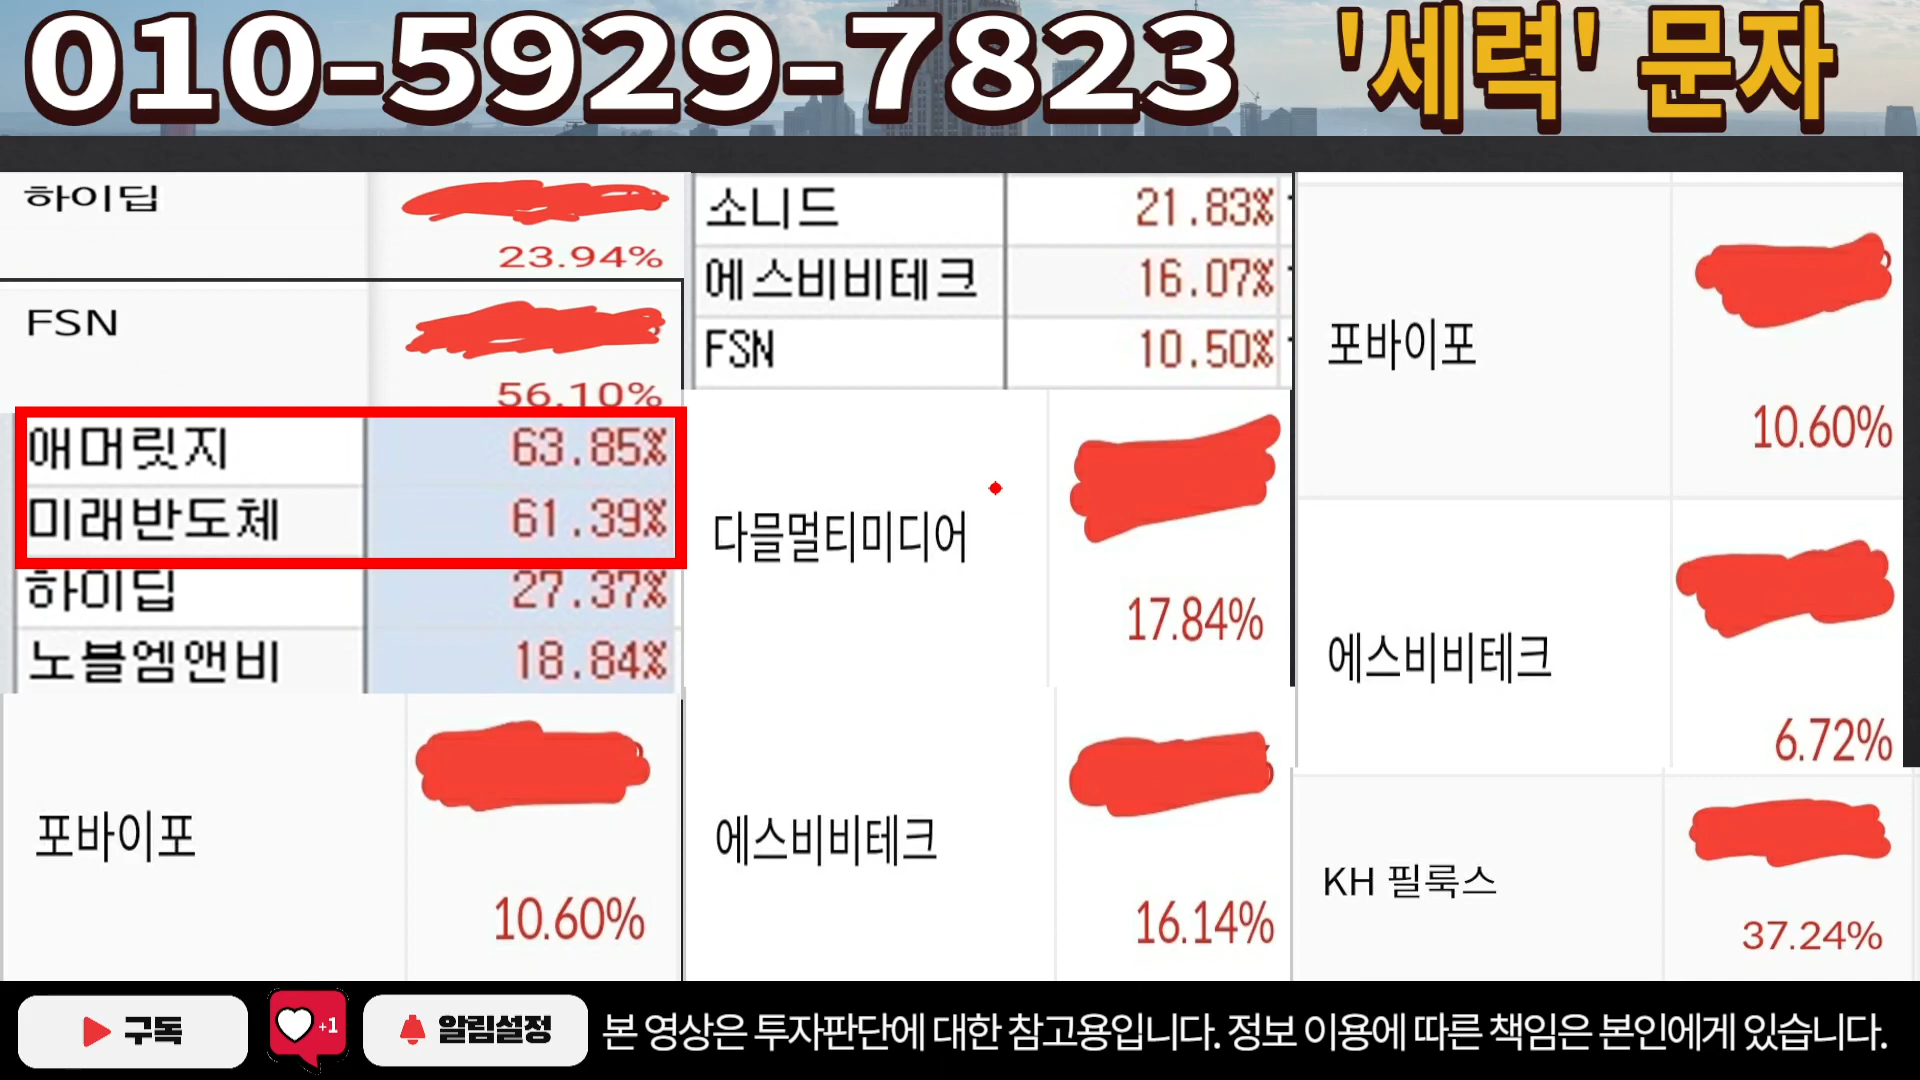 010-5929-7823 '세력' 문자
하이딥
23.94%
FSN
56.10%
애머릿지 63.85%
미래반도체 61.39%
하이딥 27.37%
노블엠앤비 18.84%
포바이포
10.60%
소니드 21.83%
에스비비테크 16.07%
FSN 10.50%
다믈멀티미디어
17.84%
에스비비테크
16.14%
포바이포
10.60%
에스비비테크
6.72%
KH 필룩스
37.24%
구독 +1 알림설정 본 영상은 투자판단에 대한 참고용입니다. 정보 이용에 따른 책임은 본인에게 있습니다.